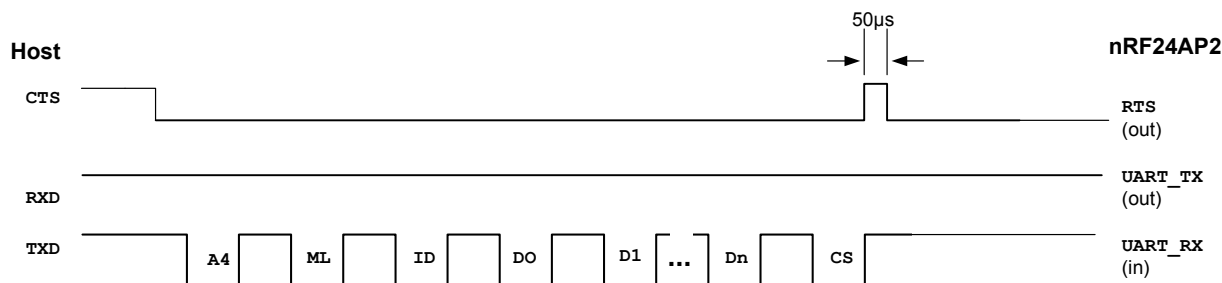 50µs
Host
nRF24AP2
CTS
RTS
(out)
RXD
UART_TX
(out)
TXD
A4 ML ID DO D1 ... Dn CS
UART_RX
(in)